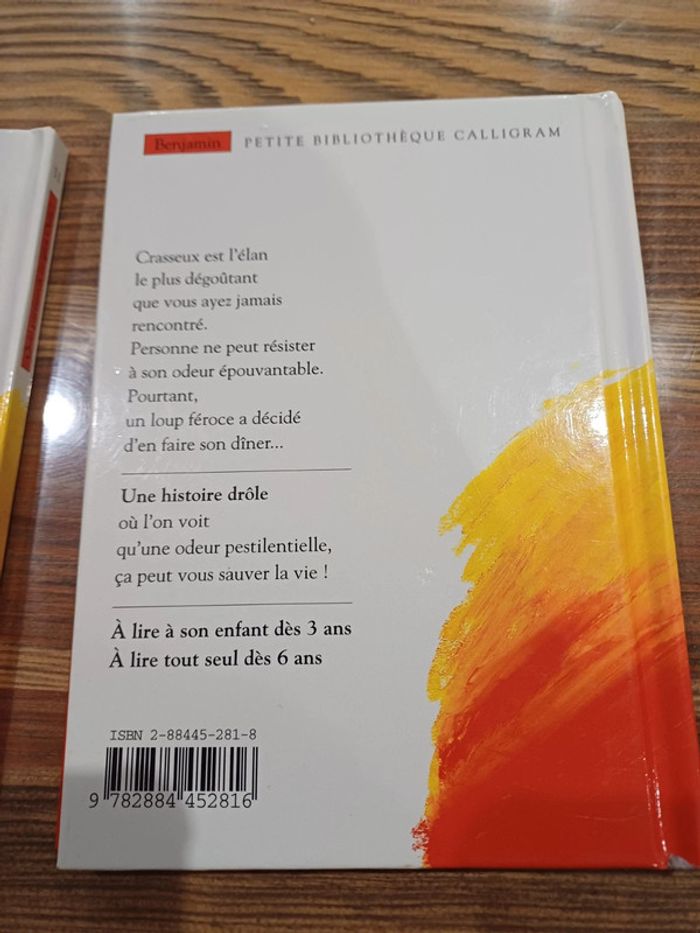 Benjamin PETITE BIBLIOTHÈQUE CALLIGRAM
Crasseux est l'élan
le plus dégoûtant
que vous ayez jamais
rencontré.
Personne ne peut résister
à son odeur épouvantable.
Pourtant,
un loup féroce a décidé
d'en faire son dîner...
Une histoire drôle
où l'on voit
qu'une odeur pestilentielle,
ça peut vous sauver la vie !
À lire à son enfant dès 3 ans
À lire tout seul dès 6 ans
ISBN 2-88445-281-8
9 782884 452816